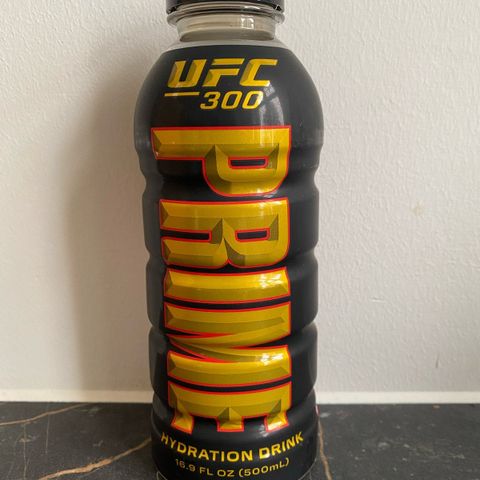 UFC
300
PRIME
HYDRATION DRINK
16.9 FL OZ (500mL)